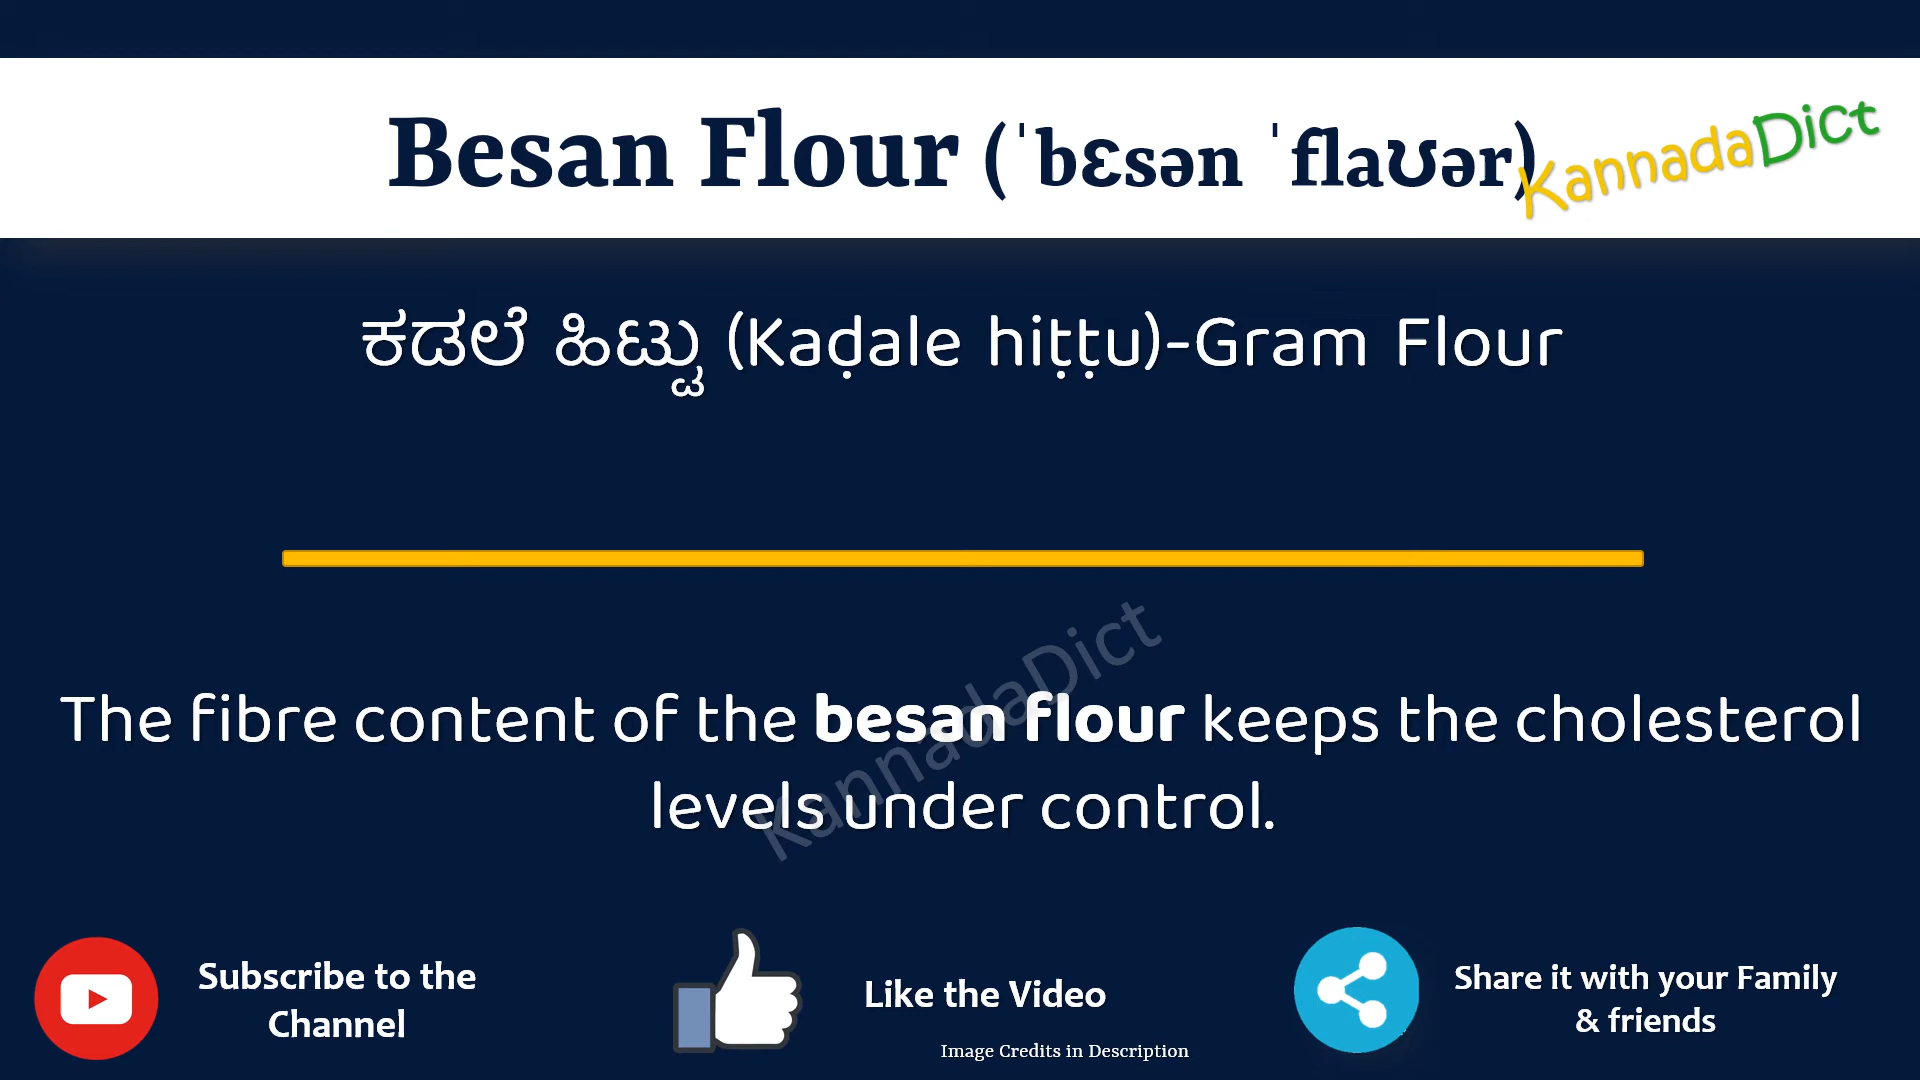 Besan Flour (ˈbɛsən ˈflaʊər)
KannadaDict
ಕಡಲೆ ಹಿಟ್ಟು (Kaḍale hiṭṭu)-Gram Flour
KannadaDict
The fibre content of the besan flour keeps the cholesterol
levels under control.
Subscribe to the
Channel
Like the Video
Share it with your Family
& friends
Image Credits in Description